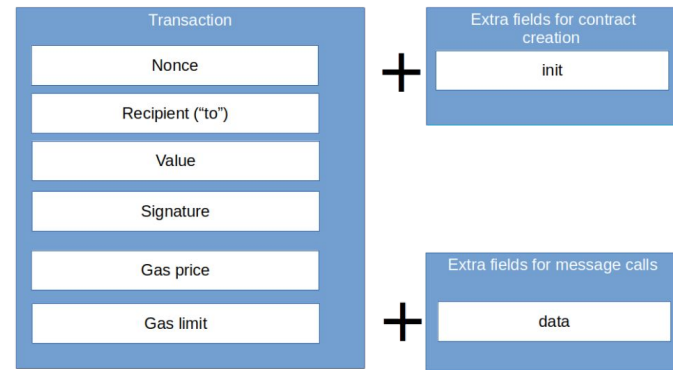 Transaction
Nonce
Recipient (“to”)
Value
Signature
Gas price
Gas limit
+
Extra fields for contract
creation
init
+
Extra fields for message calls
data